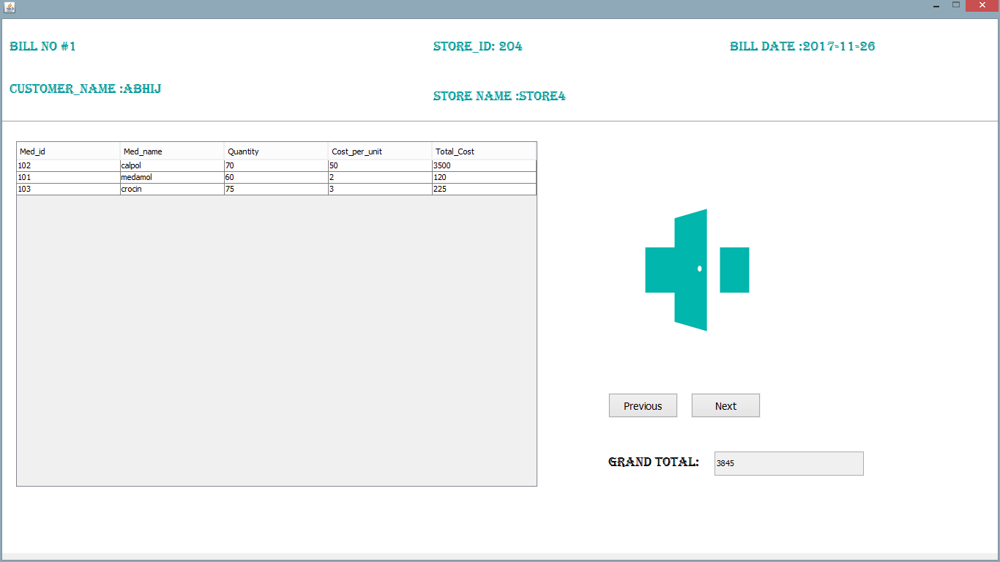 BILL NO #1 STORE_ID: 204 BILL DATE :2017-11-26
CUSTOMER_NAME :ABHIJ
STORE NAME :STORE4
Med_id Med_name Quantity Cost_per_unit Total_Cost
102 calpol 70 50 3500
101 medamol 60 2 120
103 crocin 75 3 225
Previous Next
GRAND TOTAL: 3845